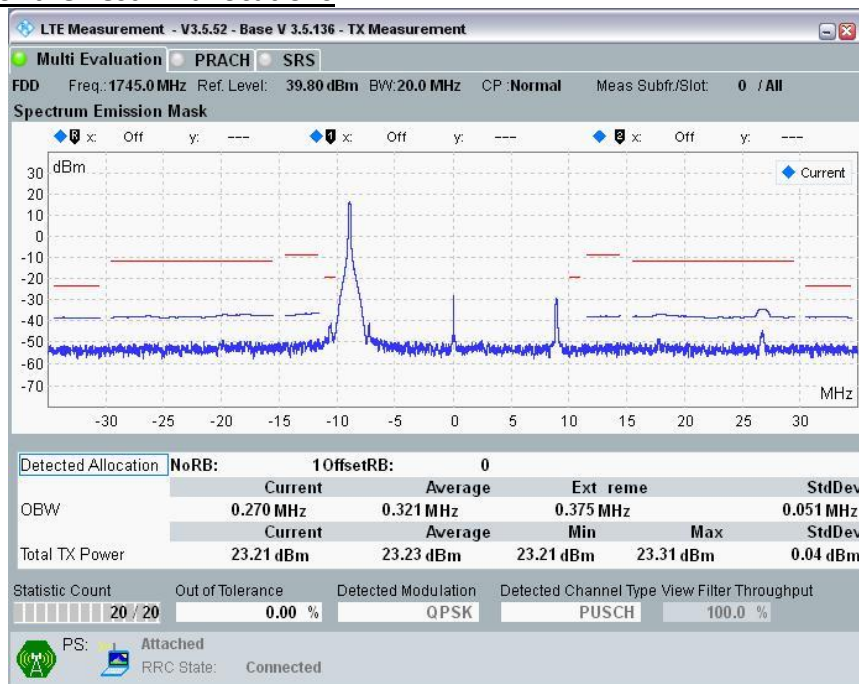 LTE Measurement - V3.5.52 - Base V 3.5.136 - TX Measurement
Multi Evaluation PRACH SRS
FDD Freq.:1745.0 MHz Ref. Level: 39.80 dBm BW:20.0 MHz CP :Normal Meas Subfr./Slot: 0 / All
Spectrum Emission Mask
R x: Off y: --- 1 x: Off y: --- 2 x: Off y: ---
dBm
Current
30
20
10
0
-10
-20
-30
-40
-50
-60
-70
MHz
-30 -25 -20 -15 -10 -5 0 5 10 15 20 25 30
Detected Allocation NoRB: 1 OffsetRB: 0
Current Average Ext reme StdDev
OBW 0.270 MHz 0.321 MHz 0.375 MHz 0.051 MHz
Current Average Min Max StdDev
Total TX Power 23.21 dBm 23.23 dBm 23.21 dBm 23.31 dBm 0.04 dBm
Statistic Count Out of Tolerance Detected Modulation Detected Channel Type View Filter Throughput
20 / 20 0.00 % QPSK PUSCH 100.0 %
PS: Attached
RRC State: Connected